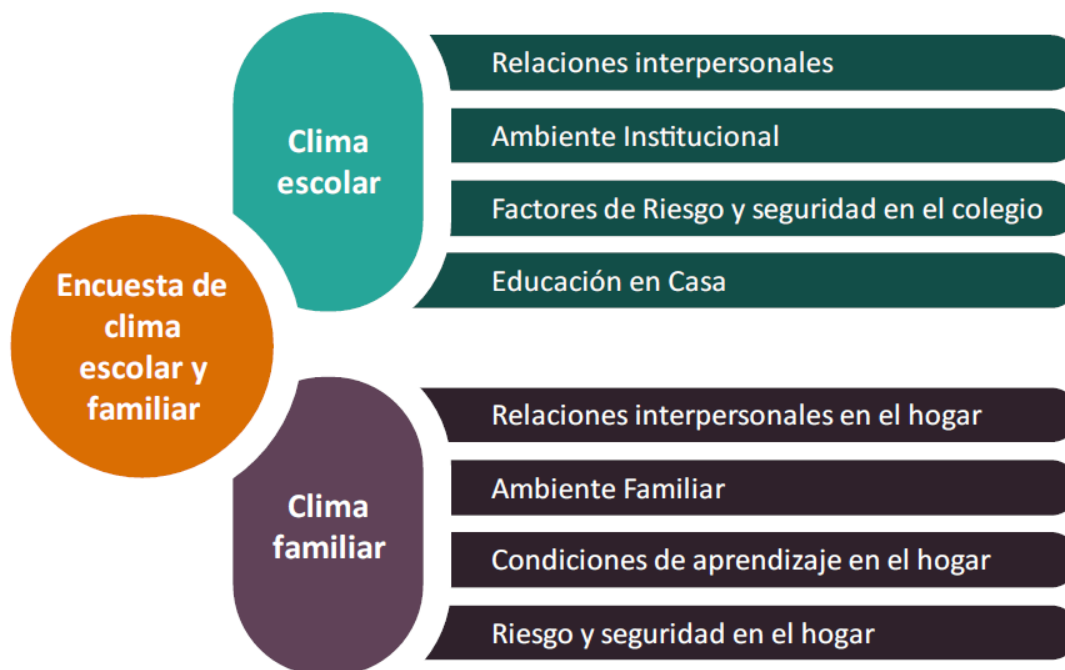 Encuesta de
clima
escolar y
familiar
Clima
escolar
Relaciones interpersonales
Ambiente Institucional
Factores de Riesgo y seguridad en el colegio
Educación en Casa
Clima
familiar
Relaciones interpersonales en el hogar
Ambiente Familiar
Condiciones de aprendizaje en el hogar
Riesgo y seguridad en el hogar